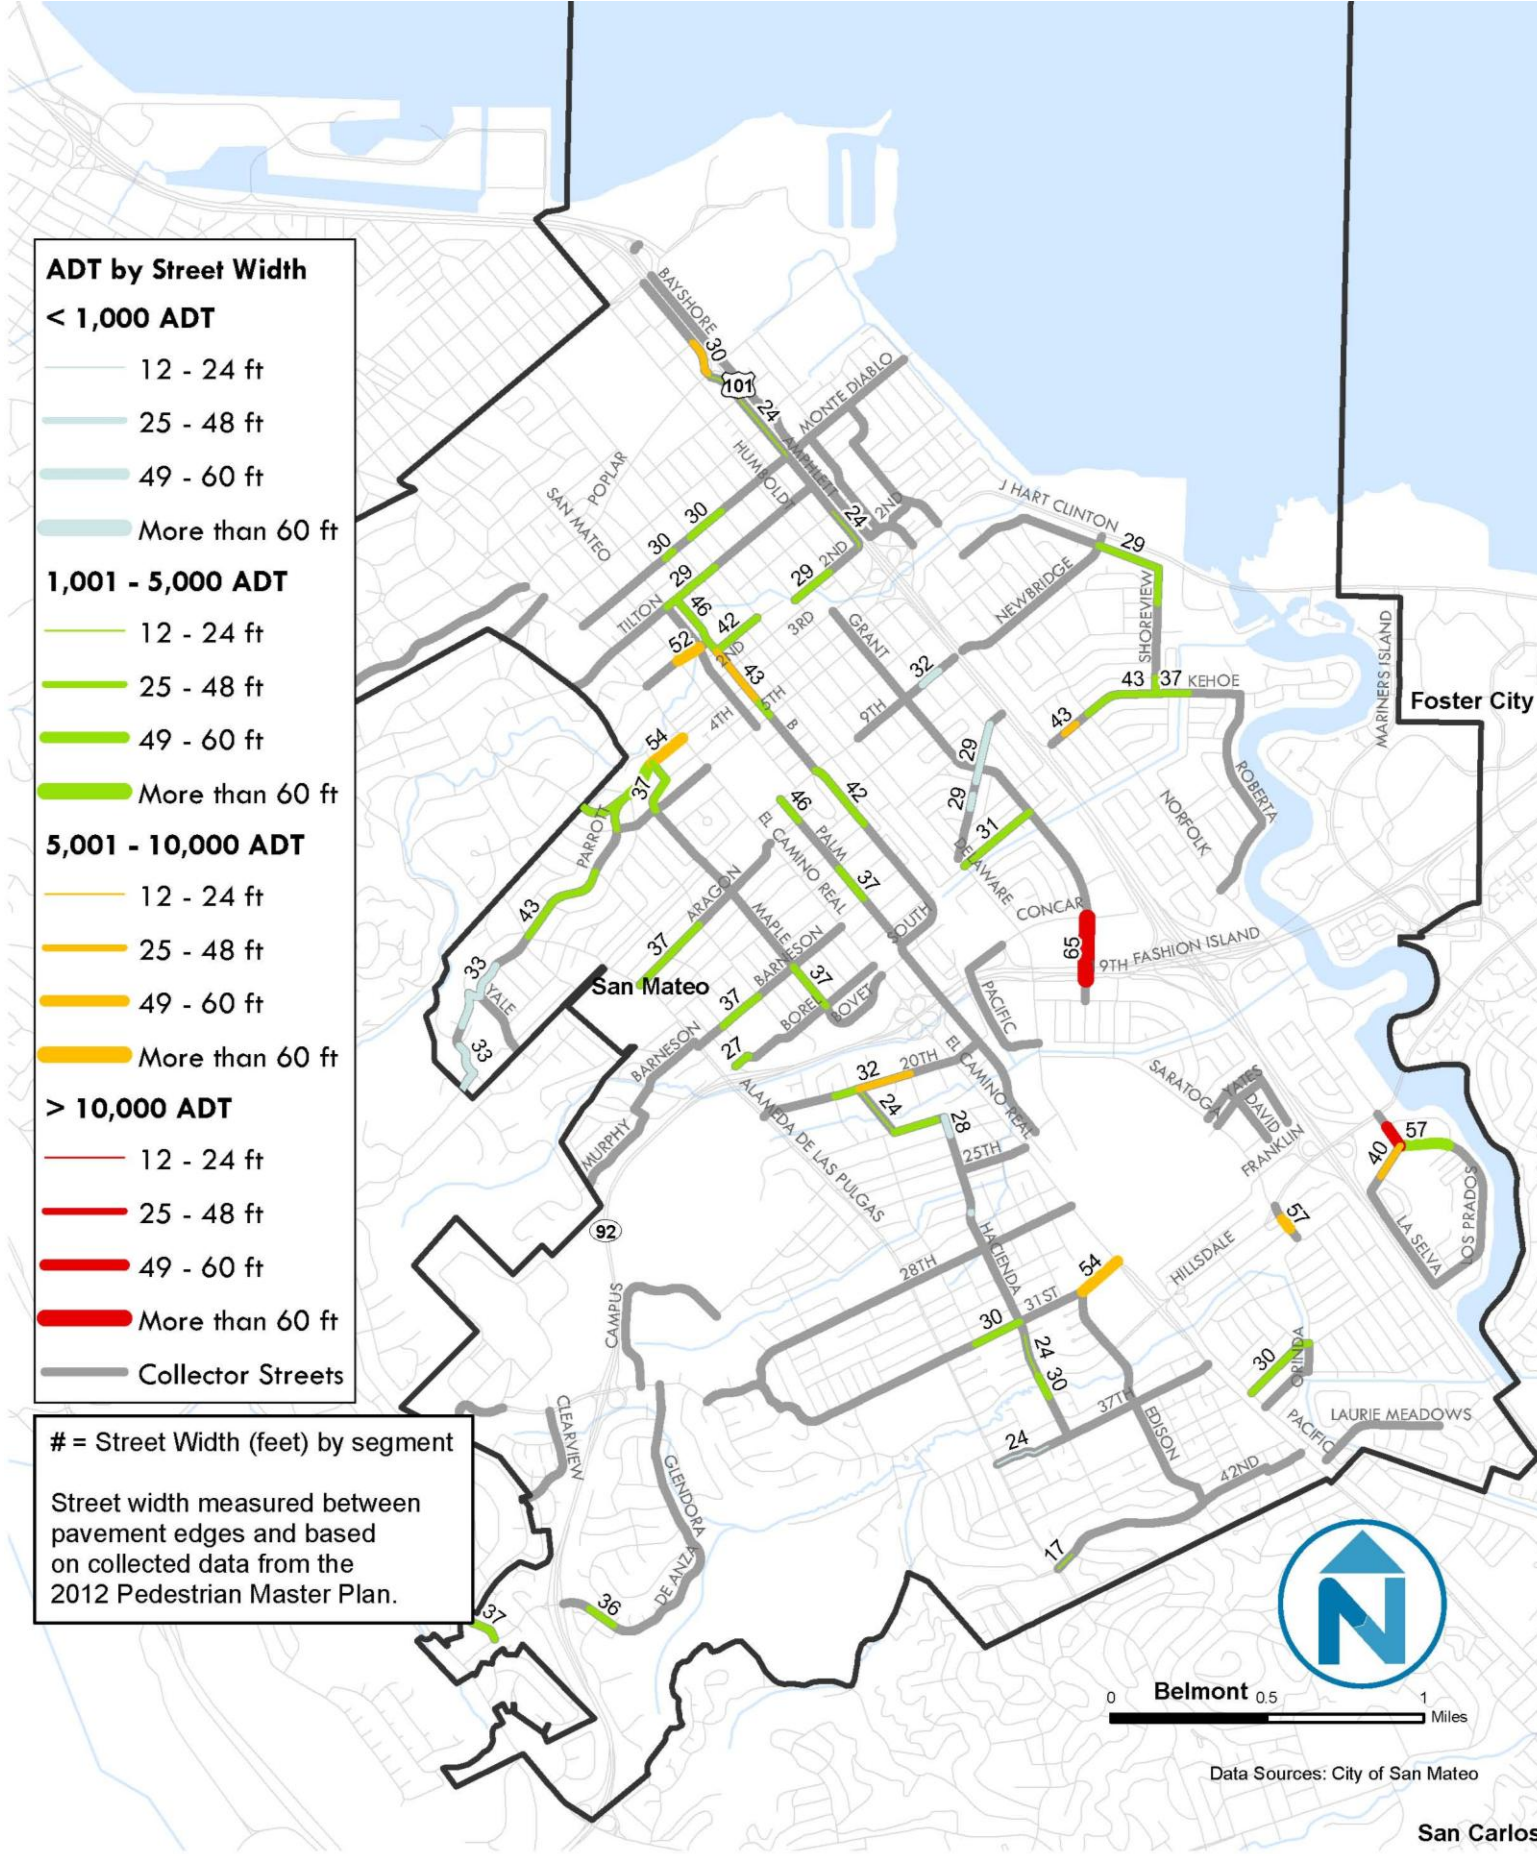 ADT by Street Width
< 1,000 ADT
12 - 24 ft
25 - 48 ft
49 - 60 ft
More than 60 ft
1,001 - 5,000 ADT
12 - 24 ft
25 - 48 ft
49 - 60 ft
More than 60 ft
5,001 - 10,000 ADT
12 - 24 ft
25 - 48 ft
49 - 60 ft
More than 60 ft
> 10,000 ADT
12 - 24 ft
25 - 48 ft
49 - 60 ft
More than 60 ft
Collector Streets
# = Street Width (feet) by segment
Street width measured between
pavement edges and based
on collected data from the
2012 Pedestrian Master Plan.
BAYSHORE
30
101
24
MONTE DIABLO
AMPHLETT
HUMBOLDT
POPLAR
SAN MATEO
30
30
24
2ND
2ND
29
29
TILTON
46
42
52
2ND
3RD
43
5TH
4TH
B
J HART CLINTON
29
NEWBRIDGE
SHOREVIEW
GRANT
32
9TH
43
37
KEHOE
43
MARINERS ISLAND
Foster City
ROBERTA
NORFOLK
54
37
PARROTT
29
29
31
DELAWARE
42
46
EL CAMINO REAL
PALM
37
ARAGON
43
MAPLE
37
BARNESON
SOUTH
CONCAR
65
9TH
FASHION ISLAND
33
YALE
San Mateo
37
37
BOREL
BOVET
PACIFIC
33
BARNESON
27
EL CAMINO REAL
32
20TH
24
28
25TH
ALAMEDA DE LAS PULGAS
MURPHY
92
SARATOGA
YATES
DAVID
FRANKLIN
57
40
LOS PRADOS
LA SELVA
57
HILLSDALE
HACIENDA
28TH
54
31ST
30
24
30
CAMPUS
30
ORINDA
PACIFIC
LAURIE MEADOWS
37TH
EDISON
24
42ND
CLEARVIEW
GLENDORA
DE ANZA
17
36
37
N
Belmont
0
0.5
1
Miles
Data Sources: City of San Mateo
San Carlos